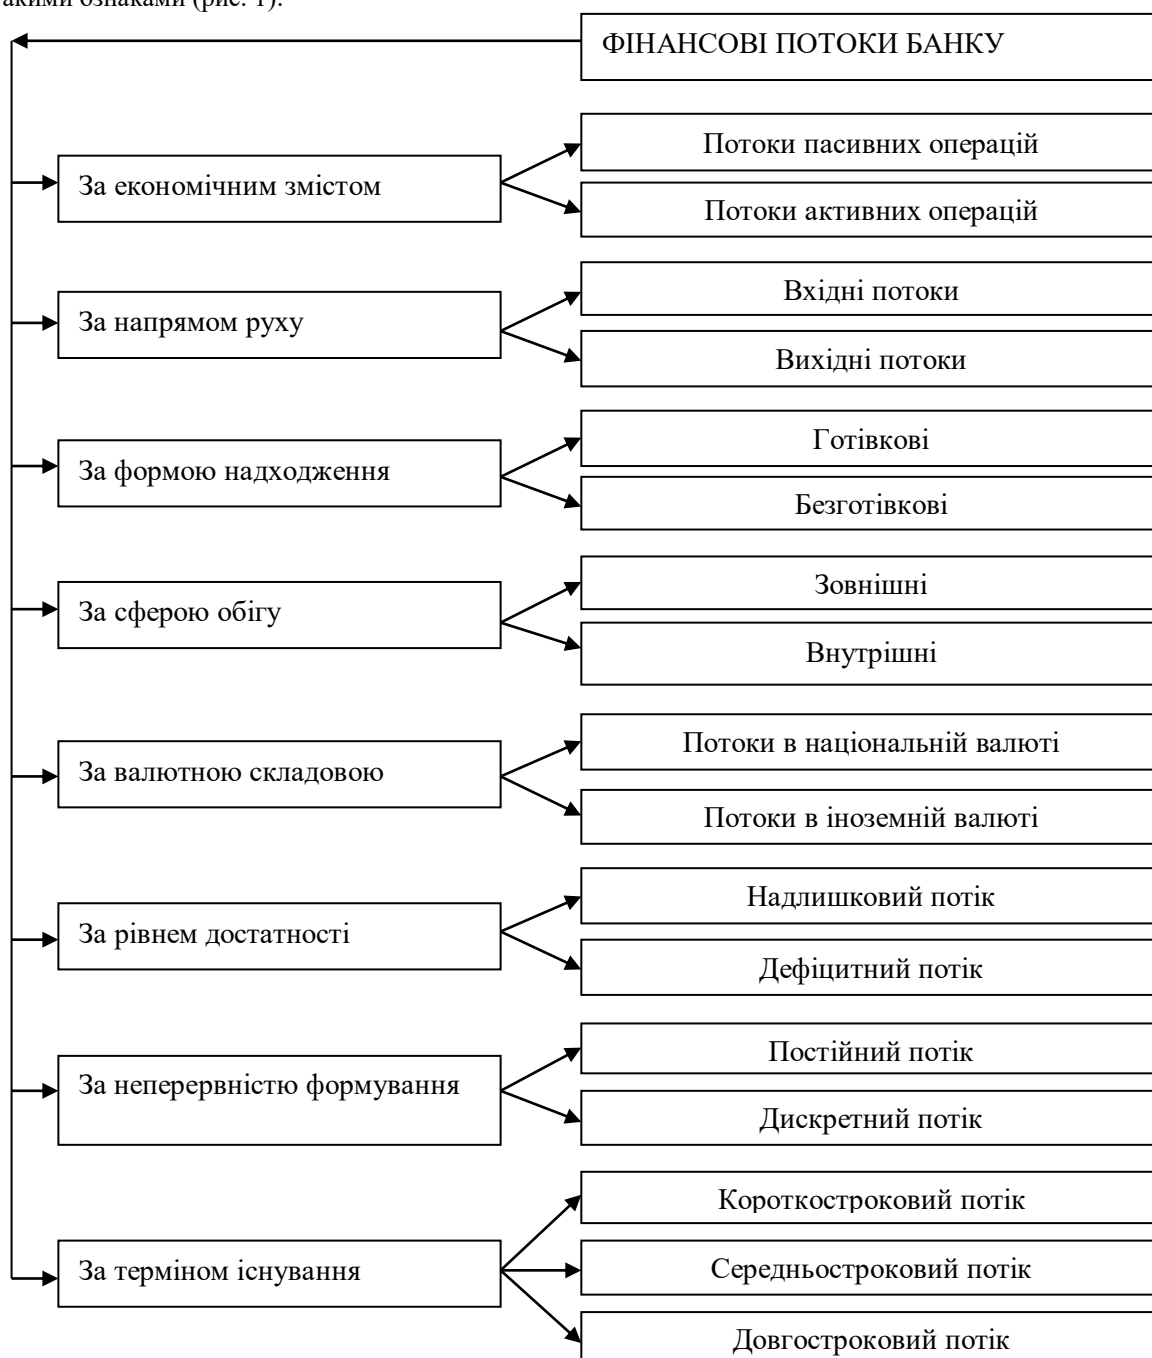 акими ознаками (рис. 1).
ФІНАНСОВІ ПОТОКИ БАНКУ
За економічним змістом
Потоки пасивних операцій
Потоки активних операцій
За напрямом руху
Вхідні потоки
Вихідні потоки
За формою надходження
Готівкові
Безготівкові
За сферою обігу
Зовнішні
Внутрішні
За валютною складовою
Потоки в національній валюті
Потоки в іноземній валюті
За рівнем достатності
Надлишковий потік
Дефіцитний потік
За неперервністю формування
Постійний потік
Дискретний потік
За терміном існування
Короткостроковий потік
Середньостроковий потік
Довгостроковий потік